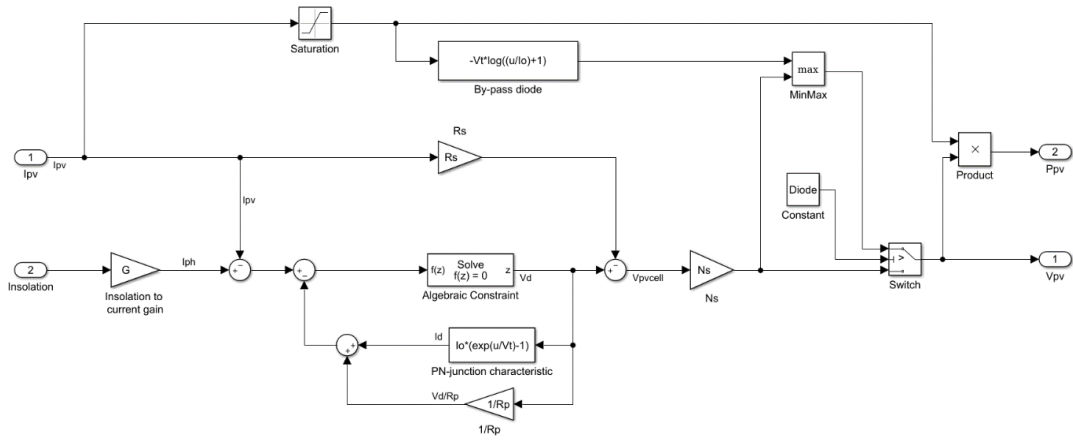 Saturation
-Vt*log((u/Io)+1)
By-pass diode
max
MinMax
Rs
Rs
1
Ipv
Ipv
×
Product
2
Ppv
Ipv
Diode
Constant
2
Insolation
G
Insolation to
current gain
Iph
+
−
+
−
f(z)
Solve
f(z) = 0
z
Algebraic Constraint
Vd
+
−
Vpvcell
Ns
Ns
>
Switch
1
Vpv
+
+
Id
Io*(exp(u/Vt)-1)
PN-junction characteristic
Vd/Rp
1/Rp
1/Rp